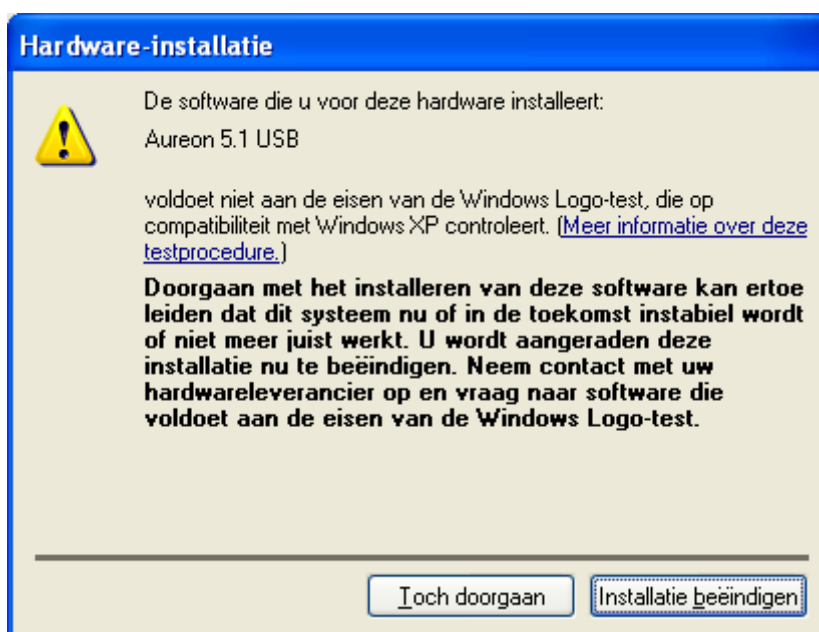 Hardware-installatie
De software die u voor deze hardware installeert:
Aureon 5.1 USB
voldoet niet aan de eisen van de Windows Logo-test, die op
compatibiliteit met Windows XP controleert. (Meer informatie over deze
testprocedure.)
Doorgaan met het installeren van deze software kan ertoe
leiden dat dit systeem nu of in de toekomst instabiel wordt
of niet meer juist werkt. U wordt aangeraden deze
installatie nu te beëindigen. Neem contact met uw
hardwareleverancier op en vraag naar software die
voldoet aan de eisen van de Windows Logo-test.
Toch doorgaan
Installatie beëindigen